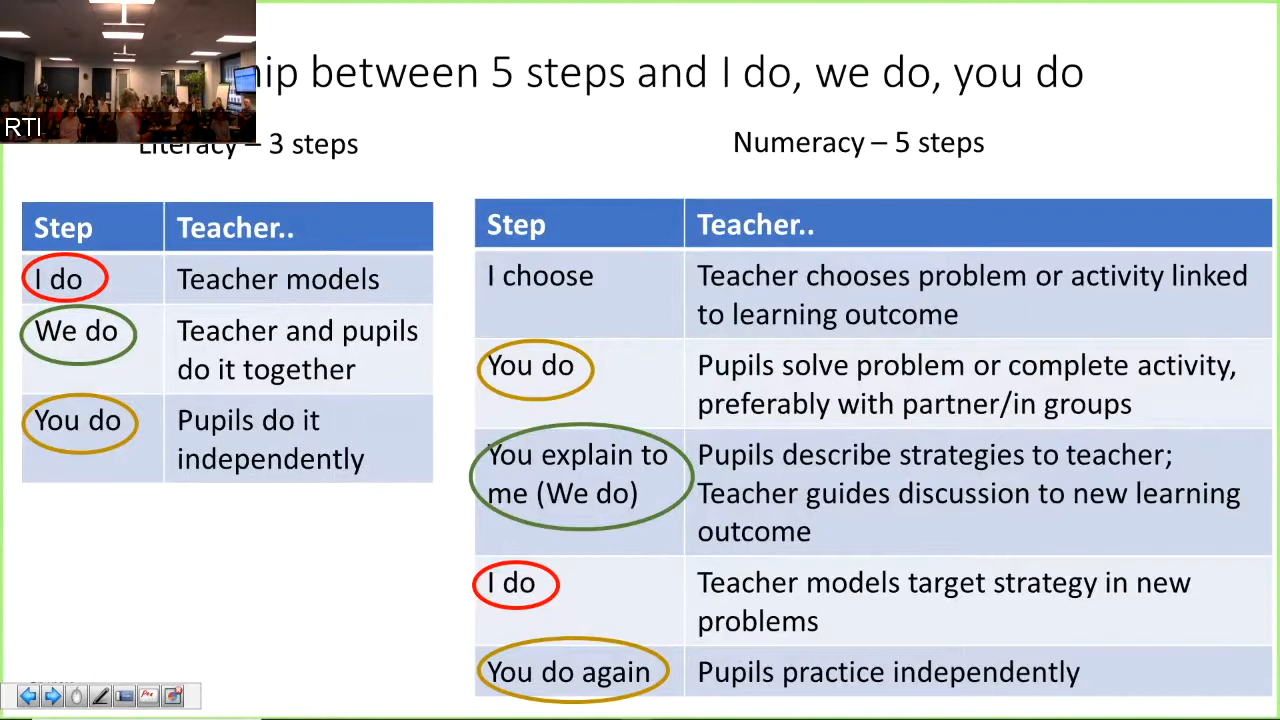 hip between 5 steps and I do, we do, you do
RTI
Literacy – 3 steps
Numeracy – 5 steps
Step Teacher..
I do Teacher models
We do Teacher and pupils
do it together
You do Pupils do it
independently
Step Teacher..
I choose Teacher chooses problem or activity linked
to learning outcome
You do Pupils solve problem or complete activity,
preferably with partner/in groups
You explain to Pupils describe strategies to teacher;
me (We do) Teacher guides discussion to new learning
outcome
I do Teacher models target strategy in new
problems
You do again Pupils practice independently